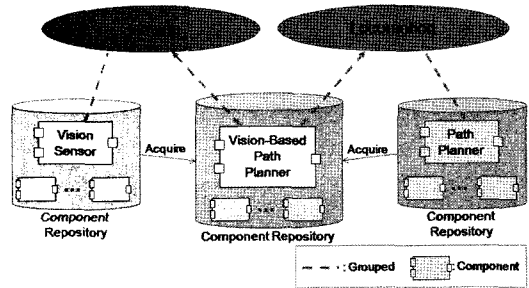 Vision
Sensor
Acquire
Vision-Based
Path
Planner
Acquire
Path
Planner
Component
Repository
Component Repository
Component
Repository
: Grouped
: Component